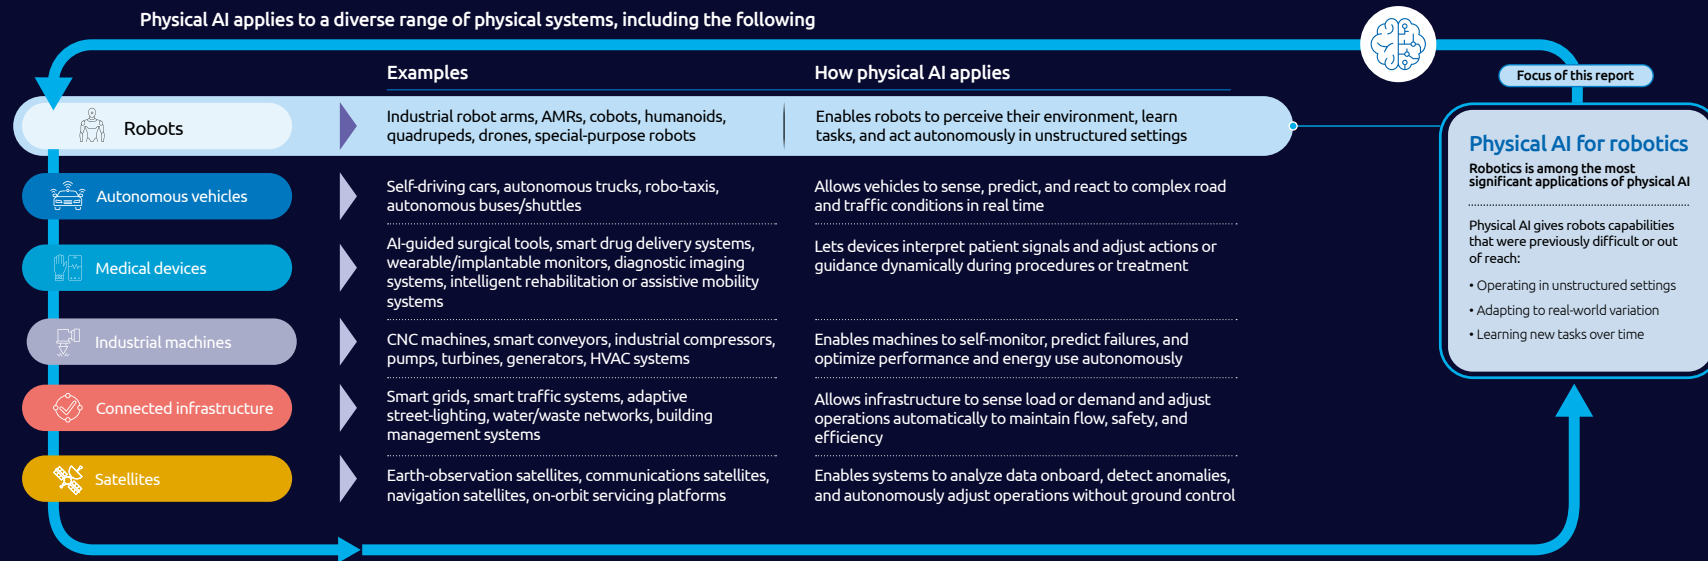 Physical AI applies to a diverse range of physical systems, including the following
Examples
How physical AI applies
Robots
Industrial robot arms, AMRs, cobots, humanoids,
quadrupeds, drones, special-purpose robots
Enables robots to perceive their environment, learn
tasks, and act autonomously in unstructured settings
Autonomous vehicles
Self-driving cars, autonomous trucks, robo-taxis,
autonomous buses/shuttles
Allows vehicles to sense, predict, and react to complex road
and traffic conditions in real time
Medical devices
AI-guided surgical tools, smart drug delivery systems,
wearable/implantable monitors, diagnostic imaging
systems, intelligent rehabilitation or assistive mobility
systems
Lets devices interpret patient signals and adjust actions or
guidance dynamically during procedures or treatment
Industrial machines
CNC machines, smart conveyors, industrial compressors,
pumps, turbines, generators, HVAC systems
Enables machines to self-monitor, predict failures, and
optimize performance and energy use autonomously
Connected infrastructure
Smart grids, smart traffic systems, adaptive
street-lighting, water/waste networks, building
management systems
Allows infrastructure to sense load or demand and adjust
operations automatically to maintain flow, safety, and
efficiency
Satellites
Earth-observation satellites, communications satellites,
navigation satellites, on-orbit servicing platforms
Enables systems to analyze data onboard, detect anomalies,
and autonomously adjust operations without ground control
Focus of this report
Physical AI for robotics
Robotics is among the most
significant applications of physical AI
Physical AI gives robots capabilities
that were previously difficult or out
of reach:
• Operating in unstructured settings
• Adapting to real-world variation
• Learning new tasks over time